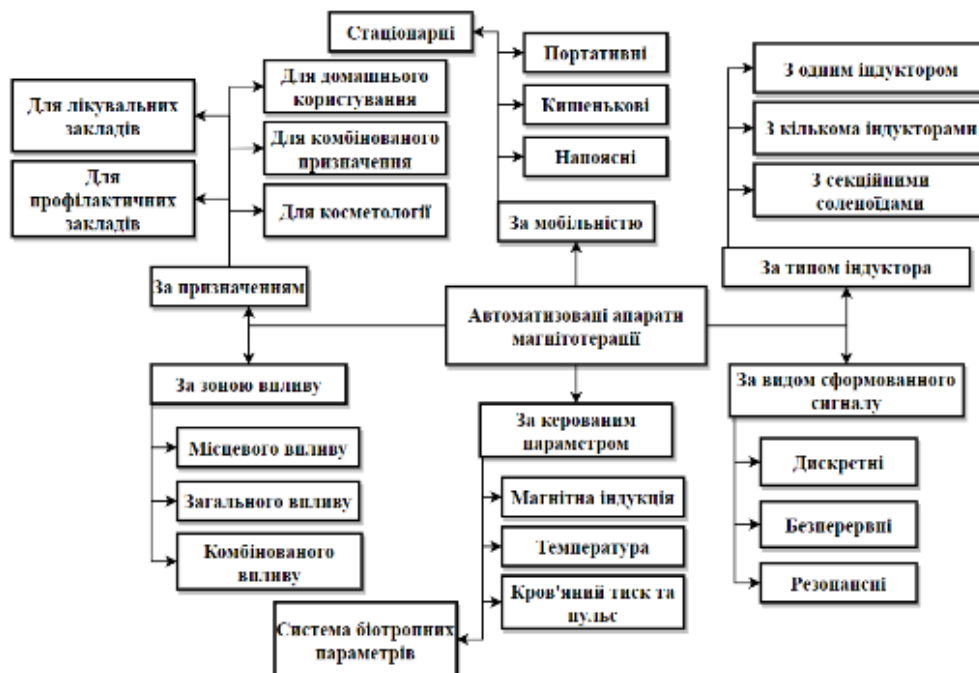 Стаціонарні
Портативні
Кишенькові
Напоясні
За мобільністю
Для лікувальних
закладів
Для
профілактичних
закладів
Для домашнього
користування
Для комбінованого
призначення
Для косметології
За призначенням
З одним індуктором
З кількома індукторами
З секційними
соленоїдами
За типом індуктора
Автоматизовані апарати
магнітотерапії
За зоною впливу
Місцевого впливу
Загального впливу
Комбінованого
впливу
За керованим
параметром
Магнітна індукція
Температура
Кров'яний тиск та
пульс
Система біотропних
параметрів
За видом сформованного
сигналу
Дискретні
Безперервні
Резонансні